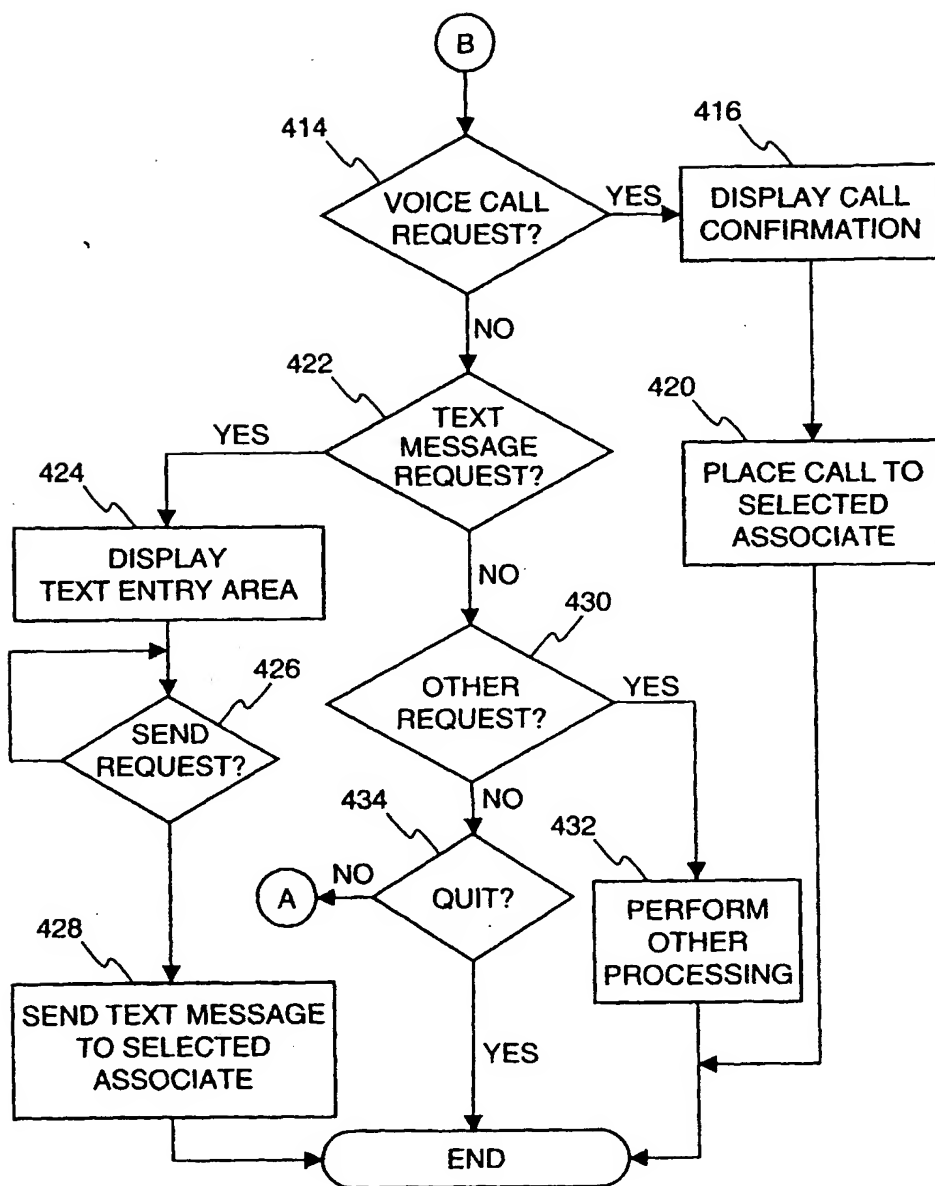 B
414
VOICE CALL
REQUEST?
YES
416
DISPLAY CALL
CONFIRMATION
NO
422
TEXT
MESSAGE
REQUEST?
YES
420
PLACE CALL TO
SELECTED
ASSOCIATE
424
DISPLAY
TEXT ENTRY AREA
NO
430
OTHER
REQUEST?
YES
426
SEND
REQUEST?
NO
434
QUIT?
NO
A
432
PERFORM
OTHER
PROCESSING
428
SEND TEXT MESSAGE
TO SELECTED
ASSOCIATE
YES
END